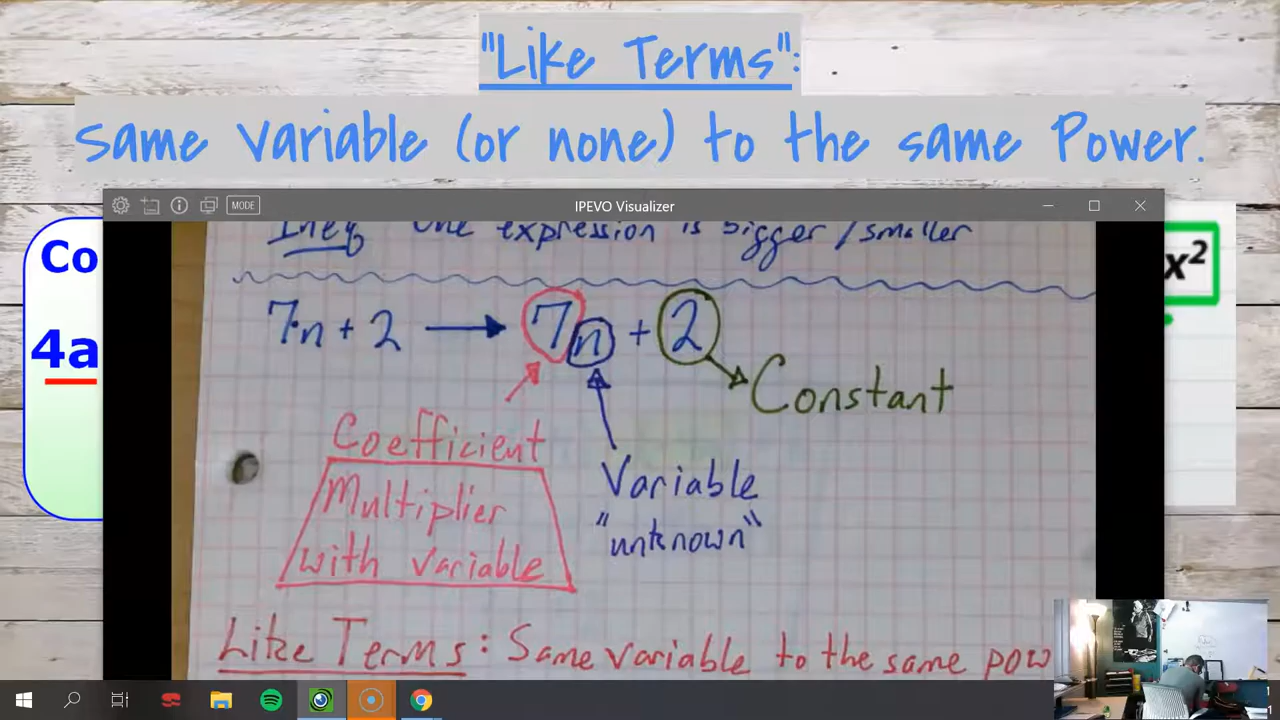 "Like Terms":
Same Variable (or none) to the same Power.
MODE
IPEVO Visualizer
Co
4a
x²
Ineq One expression is bigger/smaller
7·n + 2 → 7n + 2
Constant
Coefficient
Multiplier
with variable
Variable
"unknown"
Like Terms: Same variable to the same pow